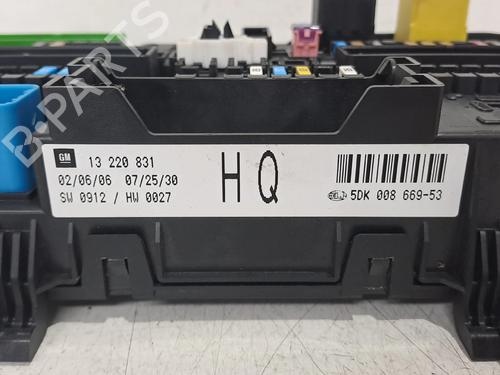 GM 13 220 831
02/06/06 07/25/30
SW 0912 / HW 0027
HQ
5DK 008 669-53
B-PARTS